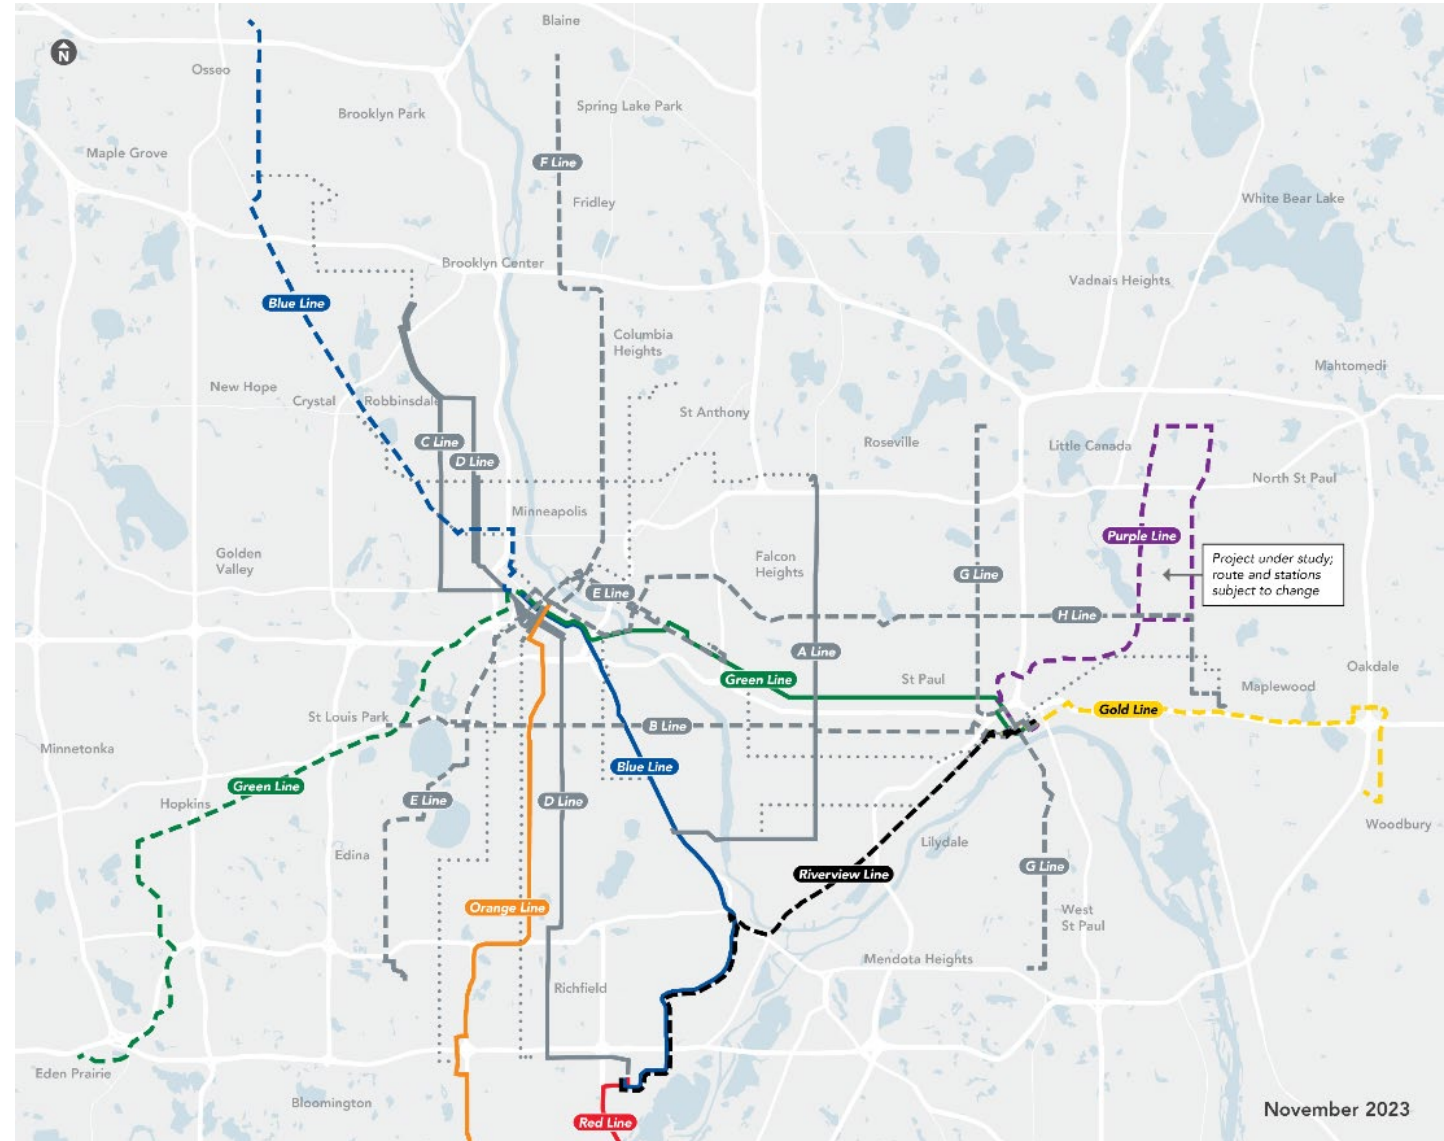 Blaine
N
Osseo
Spring Lake Park
Brooklyn Park
Maple Grove
F Line
Fridley
White Bear Lake
Brooklyn Center
Vadnais Heights
Blue Line
Columbia
Heights
Mahtomedi
New Hope
Crystal
Robbinsdale
St Anthony
C Line
Roseville
Little Canada
D Line
North St Paul
Minneapolis
Purple Line
Golden
Valley
Falcon
Heights
Project under study;
route and stations
subject to change
G Line
E Line
H Line
A Line
Oakdale
Green Line
St Paul
Maplewood
St Louis Park
Gold Line
B Line
Minnetonka
Blue Line
Green Line
Hopkins
E Line
D Line
Woodbury
Edina
Lilydale
Riverview Line
G Line
Orange Line
West
St Paul
Mendota Heights
Richfield
Eden Prairie
Bloomington
November 2023
Red Line